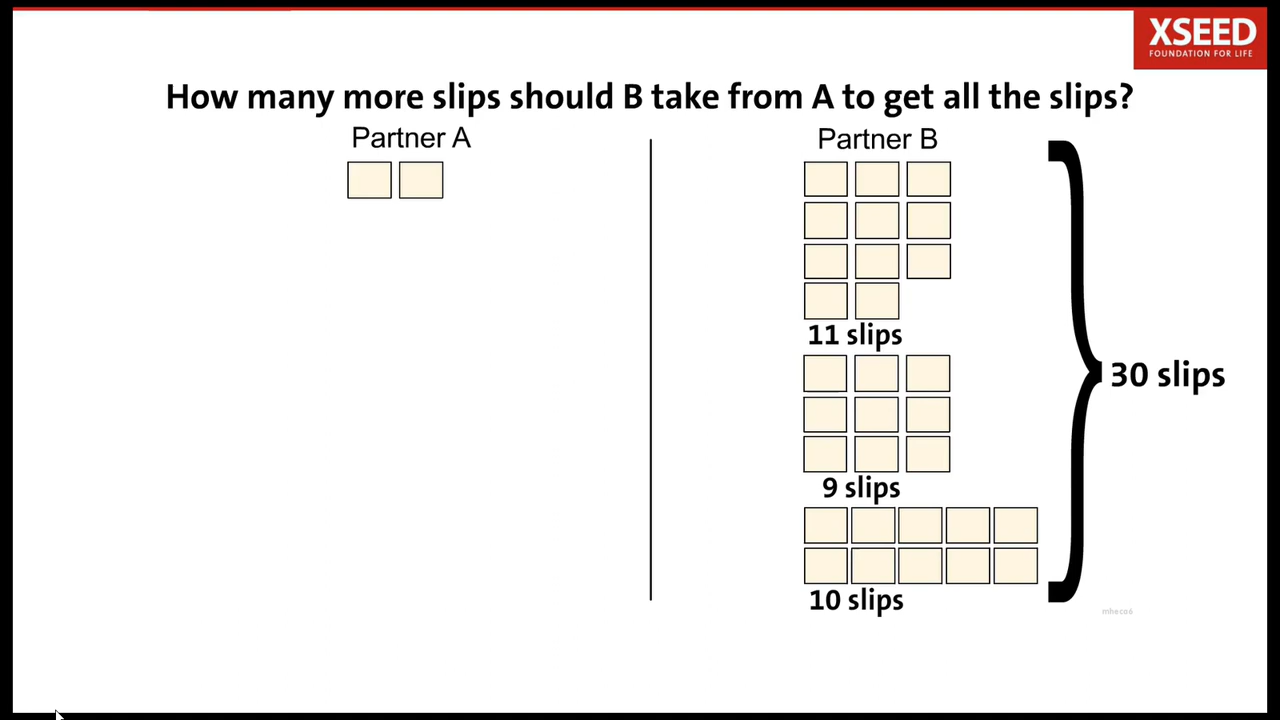 XSEED
FOUNDATION FOR LIFE
How many more slips should B take from A to get all the slips?
Partner A
Partner B
11 slips
9 slips
30 slips
10 slips
mheco6